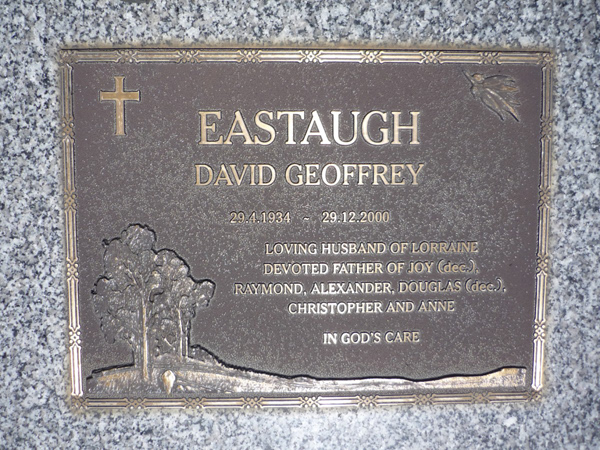 EASTAUGH
DAVID GEOFFREY
29.4.1934 ~ 29.12.2000
LOVING HUSBAND OF LORRAINE
DEVOTED FATHER OF JOY (dec.),
RAYMOND, ALEXANDER, DOUGLAS (dec.),
CHRISTOPHER AND ANNE
IN GOD'S CARE